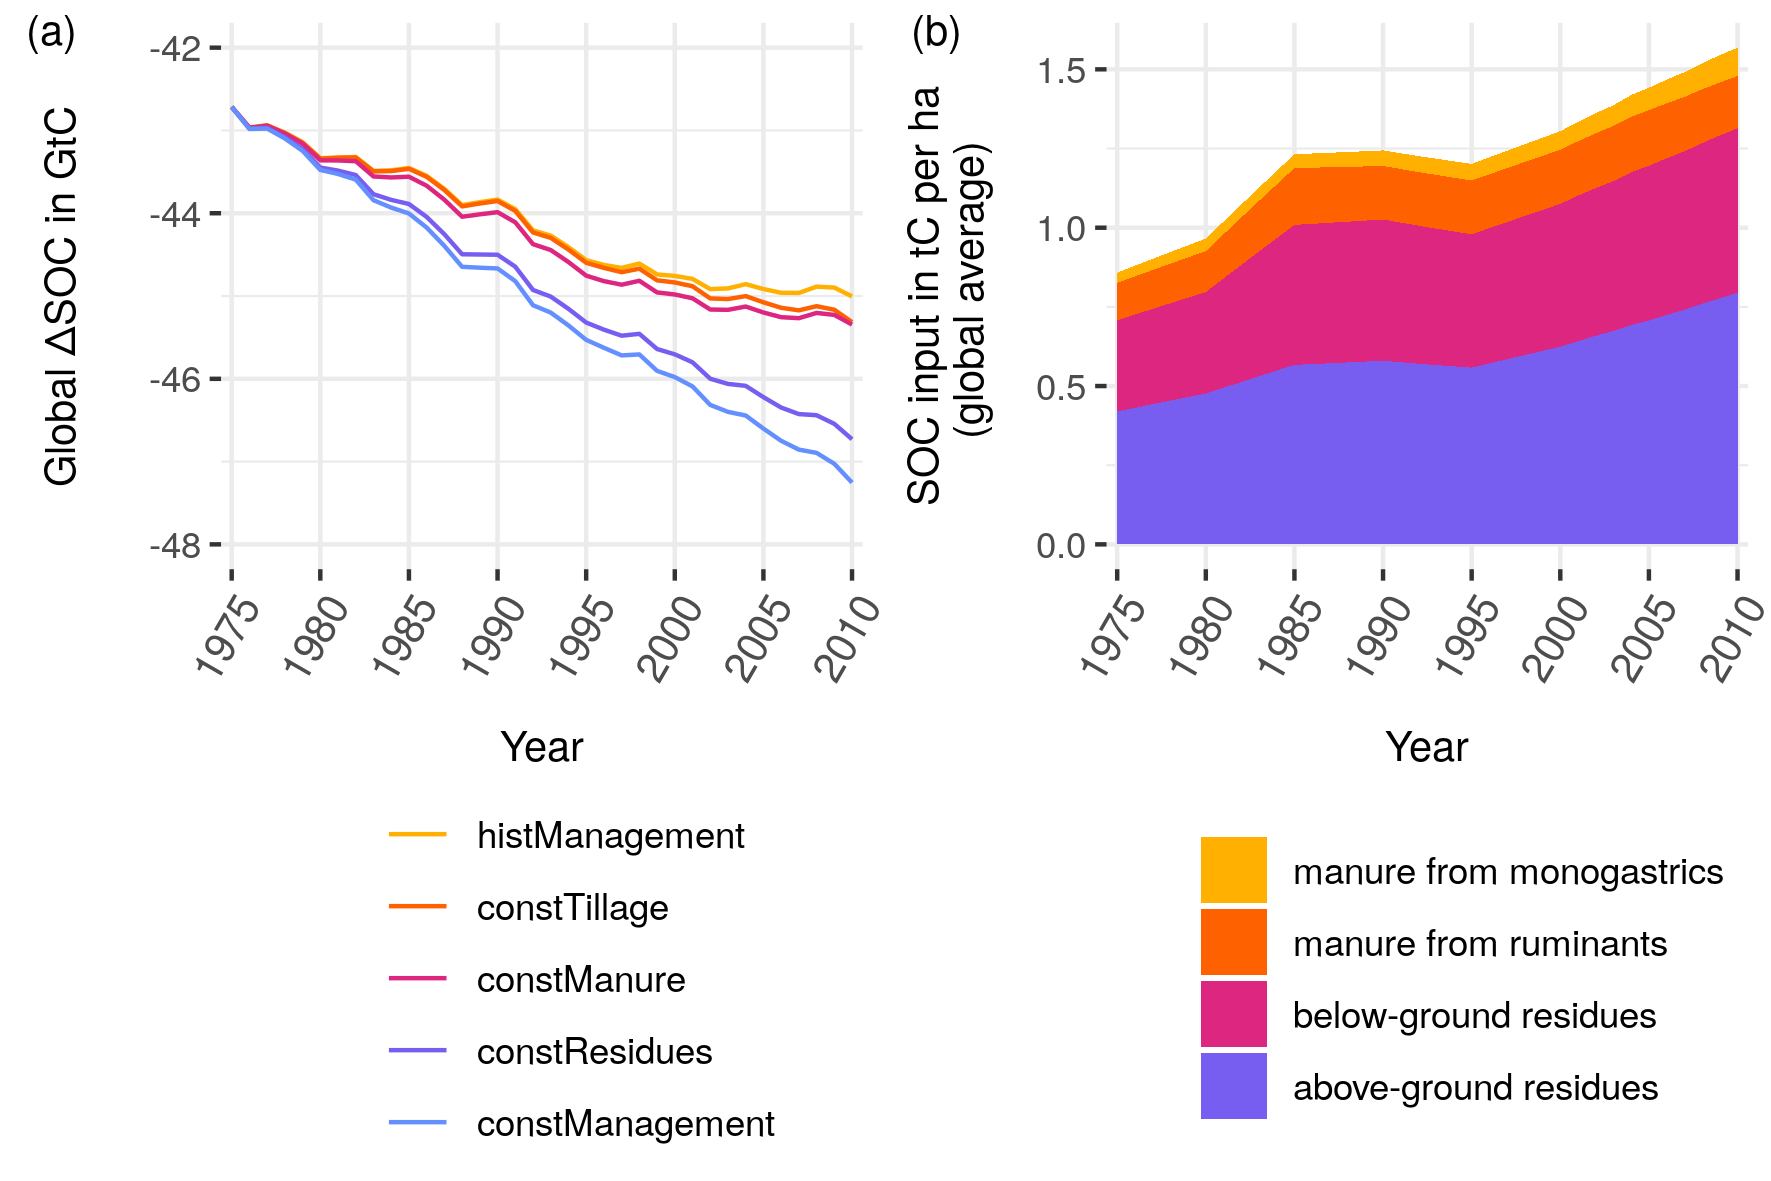 (a)
Global ΔSOC in GtC
-42
-44
-46
-48
1975
1980
1985
1990
1995
2000
2005
2010
Year
histManagement
constTillage
constManure
constResidues
constManagement
(b)
SOC input in tC per ha
(global average)
1.5
1.0
0.5
0.0
1975
1980
1985
1990
1995
2000
2005
2010
Year
manure from monogastrics
manure from ruminants
below-ground residues
above-ground residues